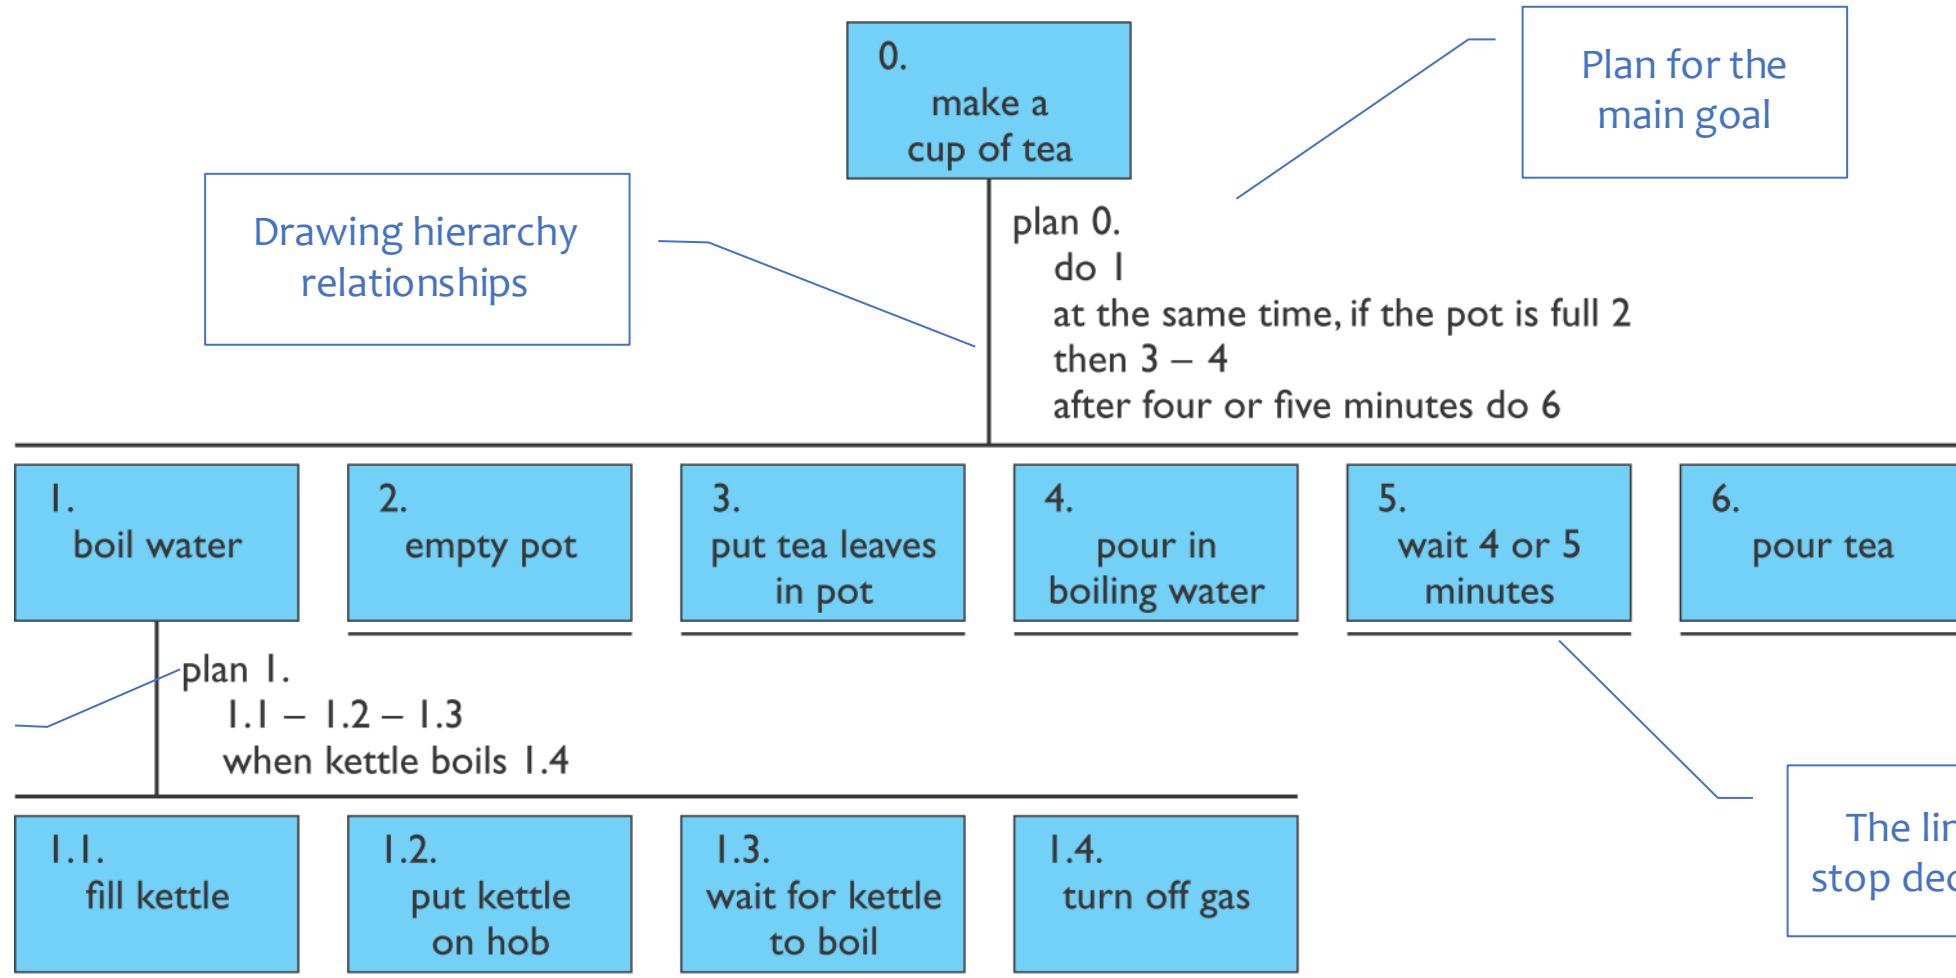 0.
make a
cup of tea
Plan for the
main goal
Drawing hierarchy
relationships
plan 0.
do 1
at the same time, if the pot is full 2
then 3 – 4
after four or five minutes do 6
1.
boil water
2.
empty pot
3.
put tea leaves
in pot
4.
pour in
boiling water
5.
wait 4 or 5
minutes
6.
pour tea
plan 1.
1.1 – 1.2 – 1.3
when kettle boils 1.4
The
stop
1.1.
fill kettle
1.2.
put kettle
on hob
1.3.
wait for kettle
to boil
1.4.
turn off gas